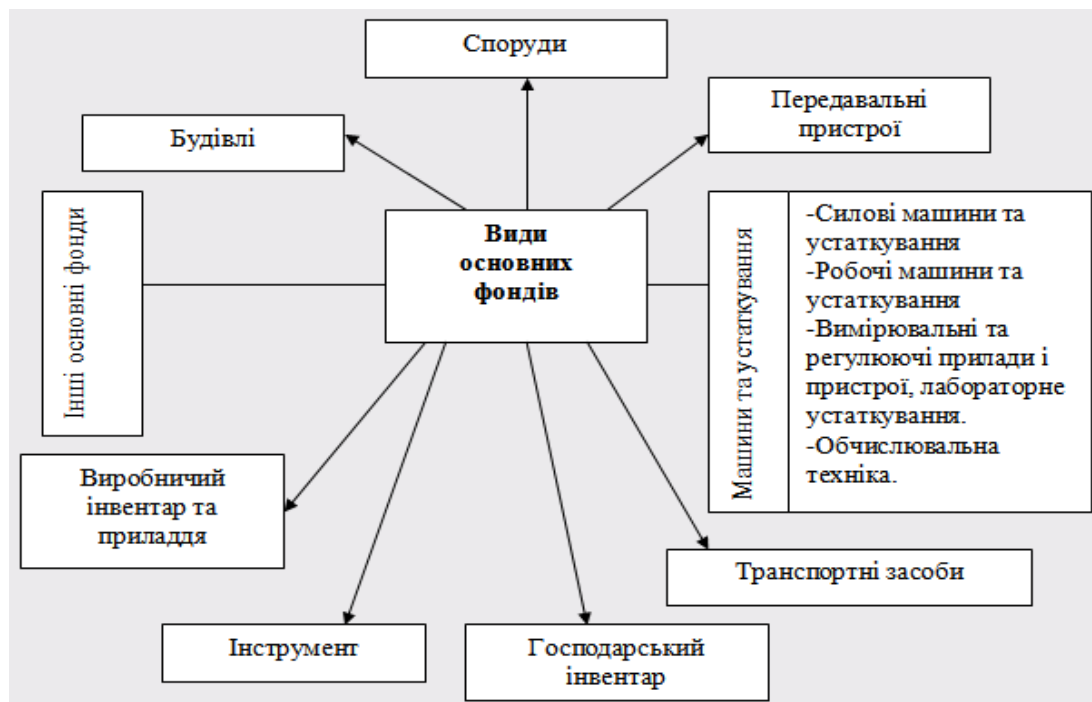 Споруди
Передавальні
пристрої
Будівлі
Види
основних
фондів
Інші основні фонди
Машини та устаткування
-Силові машини та
устаткування
-Робочі машини та
устаткування
-Вимірювальні та
регулюючі прилади і
пристрої, лабораторне
устаткування.
-Обчислювальна
техніка.
Виробничий
інвентар та
приладдя
Транспортні засоби
Інструмент
Господарський
інвентар